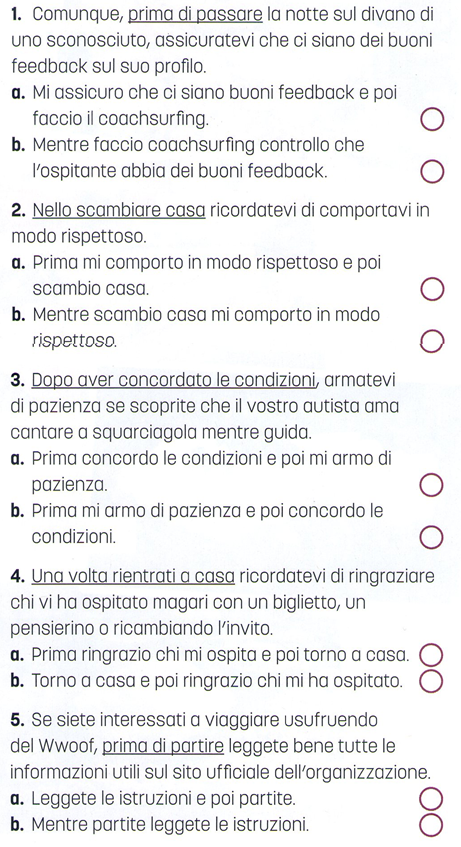 1. Comunque, prima di passare la notte sul divano di
uno sconosciuto, assicuratevi che ci siano dei buoni
feedback sul suo profilo.
a. Mi assicuro che ci siano buoni feedback e poi
faccio il coachsurfing.
b. Mentre faccio coachsurfing controllo che
l'ospitante abbia dei buoni feedback.
2. Nello scambiare casa ricordatevi di comportavi in
modo rispettoso.
a. Prima mi comporto in modo rispettoso e poi
scambio casa.
b. Mentre scambio casa mi comporto in modo
rispettoso.
3. Dopo aver concordato le condizioni, armatevi
di pazienza se scoprite che il vostro autista ama
cantare a squarciagola mentre guida.
a. Prima concordo le condizioni e poi mi armo di
pazienza.
b. Prima mi armo di pazienza e poi concordo le
condizioni.
4. Una volta rientrati a casa ricordatevi di ringraziare
chi vi ha ospitato magari con un biglietto, un
pensierino o ricambiando l'invito.
a. Prima ringrazio chi mi ospita e poi torno a casa.
b. Torno a casa e poi ringrazio chi mi ha ospitato.
5. Se siete interessati a viaggiare usufruendo
del Wwoof, prima di partire leggete bene tutte le
informazioni utili sul sito ufficiale dell'organizzazione.
a. Leggete le istruzioni e poi partite.
b. Mentre partite leggete le istruzioni.